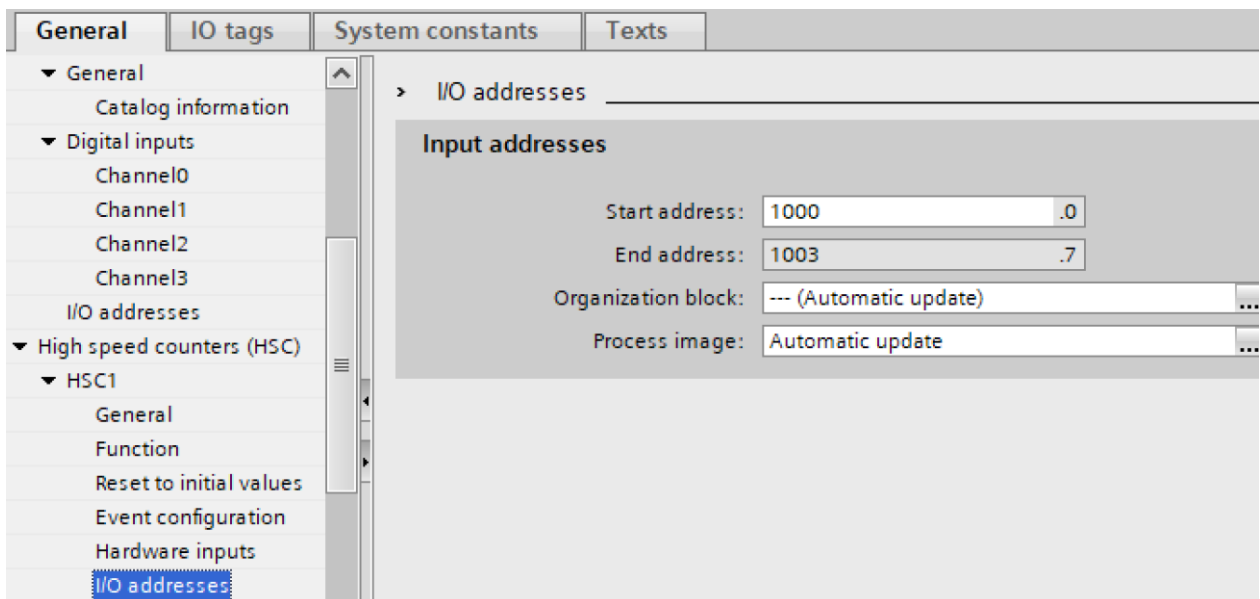 General IO tags System constants Texts
General
Catalog information
Digital inputs
Channel0
Channel1
Channel2
Channel3
I/O addresses
High speed counters (HSC)
HSC1
General
Function
Reset to initial values
Event configuration
Hardware inputs
I/O addresses
I/O addresses
Input addresses
Start address: 1000 .0
End address: 1003 .7
Organization block: --- (Automatic update) ...
Process image: Automatic update ...